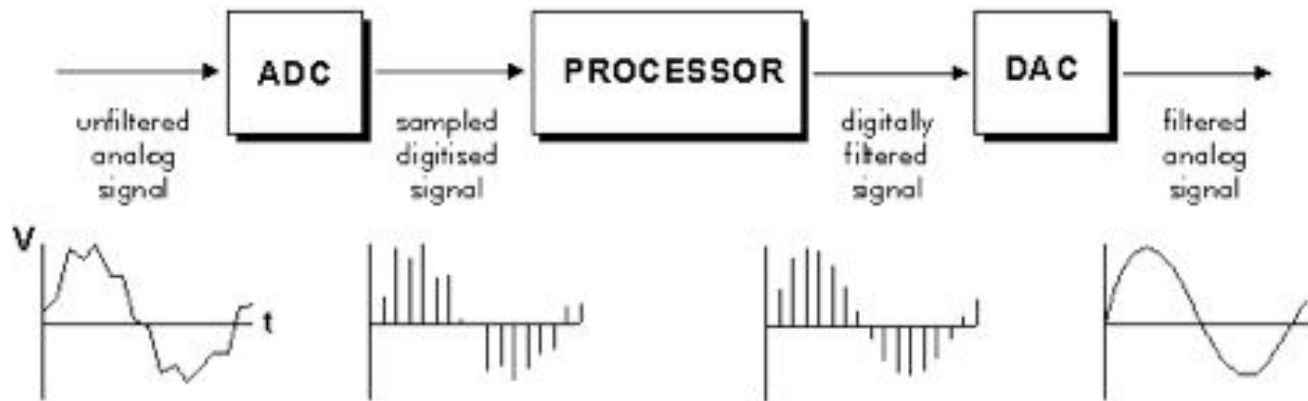 ADC
PROCESSOR
DAC
unfiltered
analog
signal
sampled
digitised
signal
digitally
filtered
signal
filtered
analog
signal
V
t